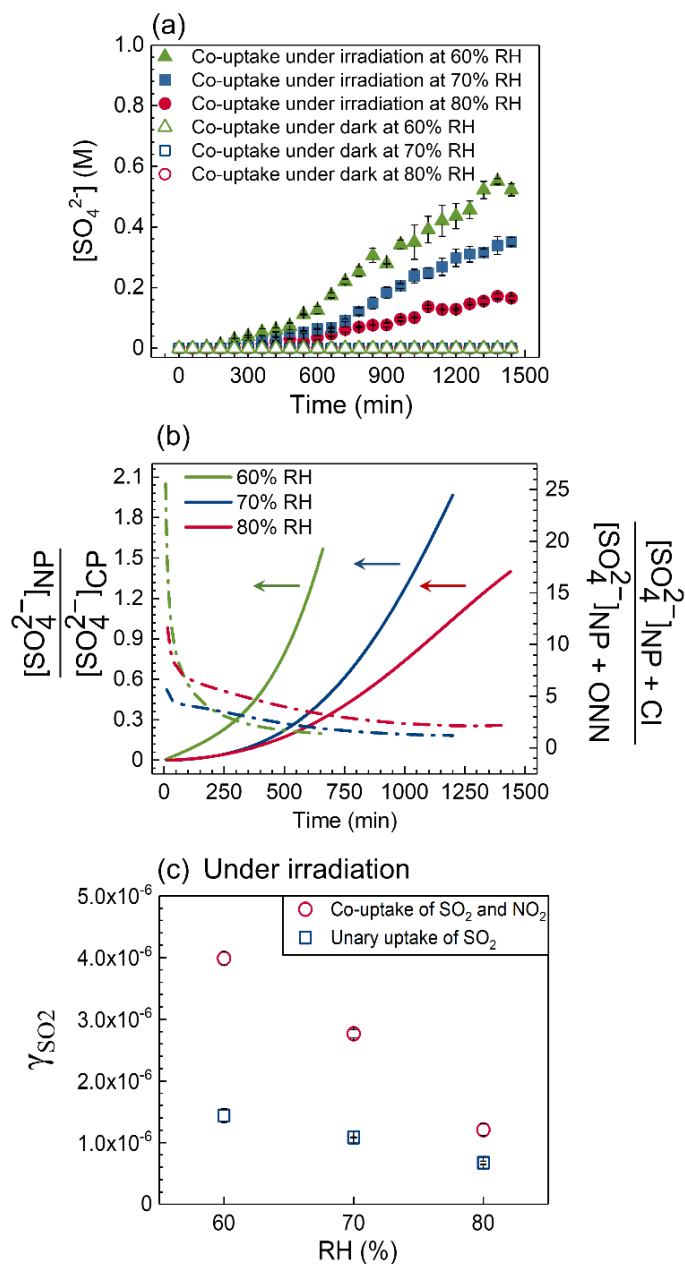 (a)
1.0
0.8
0.6
0.4
0.2
0
[SO₄²⁻] (M)
Co-uptake under irradiation at 60% RH
Co-uptake under irradiation at 70% RH
Co-uptake under irradiation at 80% RH
Co-uptake under dark at 60% RH
Co-uptake under dark at 70% RH
Co-uptake under dark at 80% RH
0 300 600 900 1200 1500
Time (min)
(b)
2.1
1.8
1.5
1.2
0.9
0.6
0.3
0
[SO₄²⁻]NP
[SO₄²⁻]CP
60% RH
70% RH
80% RH
25
20
15
10
5
0
[SO₄²⁻]NP + Cl
[SO₄²⁻]NP + ONN
0 250 500 750 1000 1250 1500
Time (min)
(c) Under irradiation
5.0x10⁻⁶
4.0x10⁻⁶
3.0x10⁻⁶
2.0x10⁻⁶
1.0x10⁻⁶
0
γSO2
Co-uptake of SO₂ and NO₂
Unary uptake of SO₂
60 70 80
RH (%)